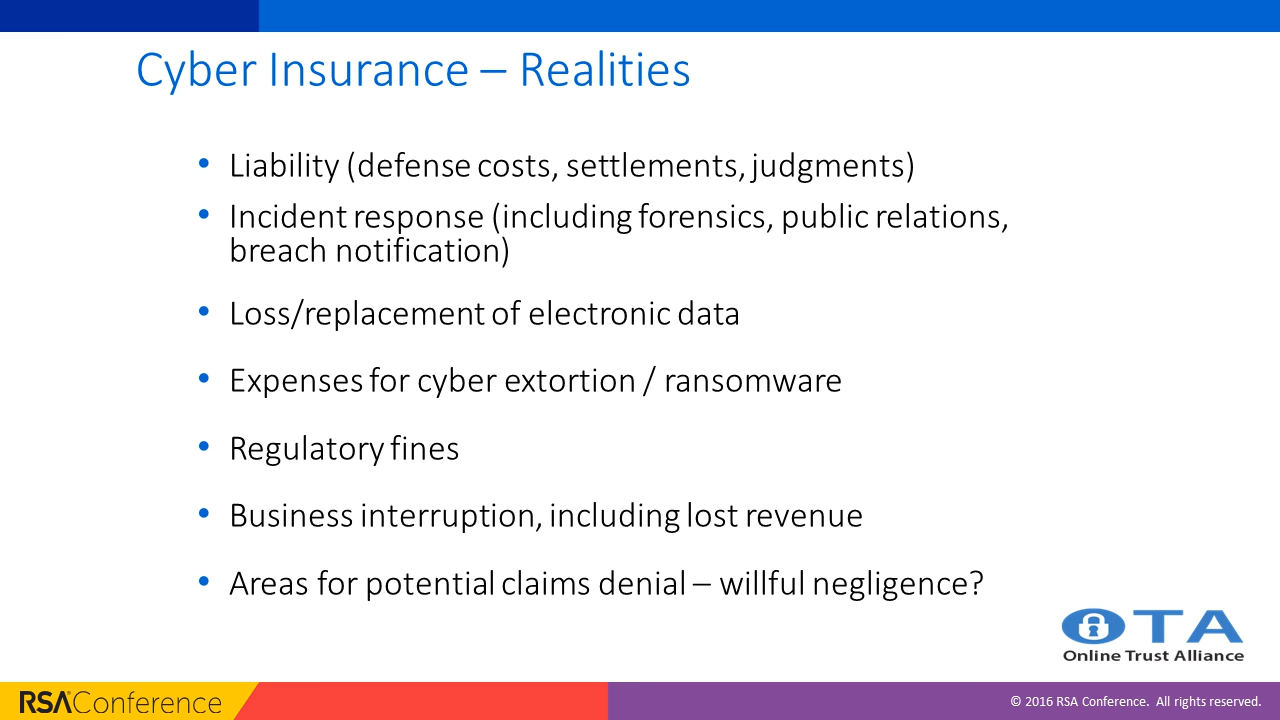 Cyber Insurance – Realities
• Liability (defense costs, settlements, judgments)
• Incident response (including forensics, public relations,
breach notification)
• Loss/replacement of electronic data
• Expenses for cyber extortion / ransomware
• Regulatory fines
• Business interruption, including lost revenue
• Areas for potential claims denial – willful negligence?
OTA
Online Trust Alliance
RSAConference
© 2016 RSA Conference. All rights reserved.